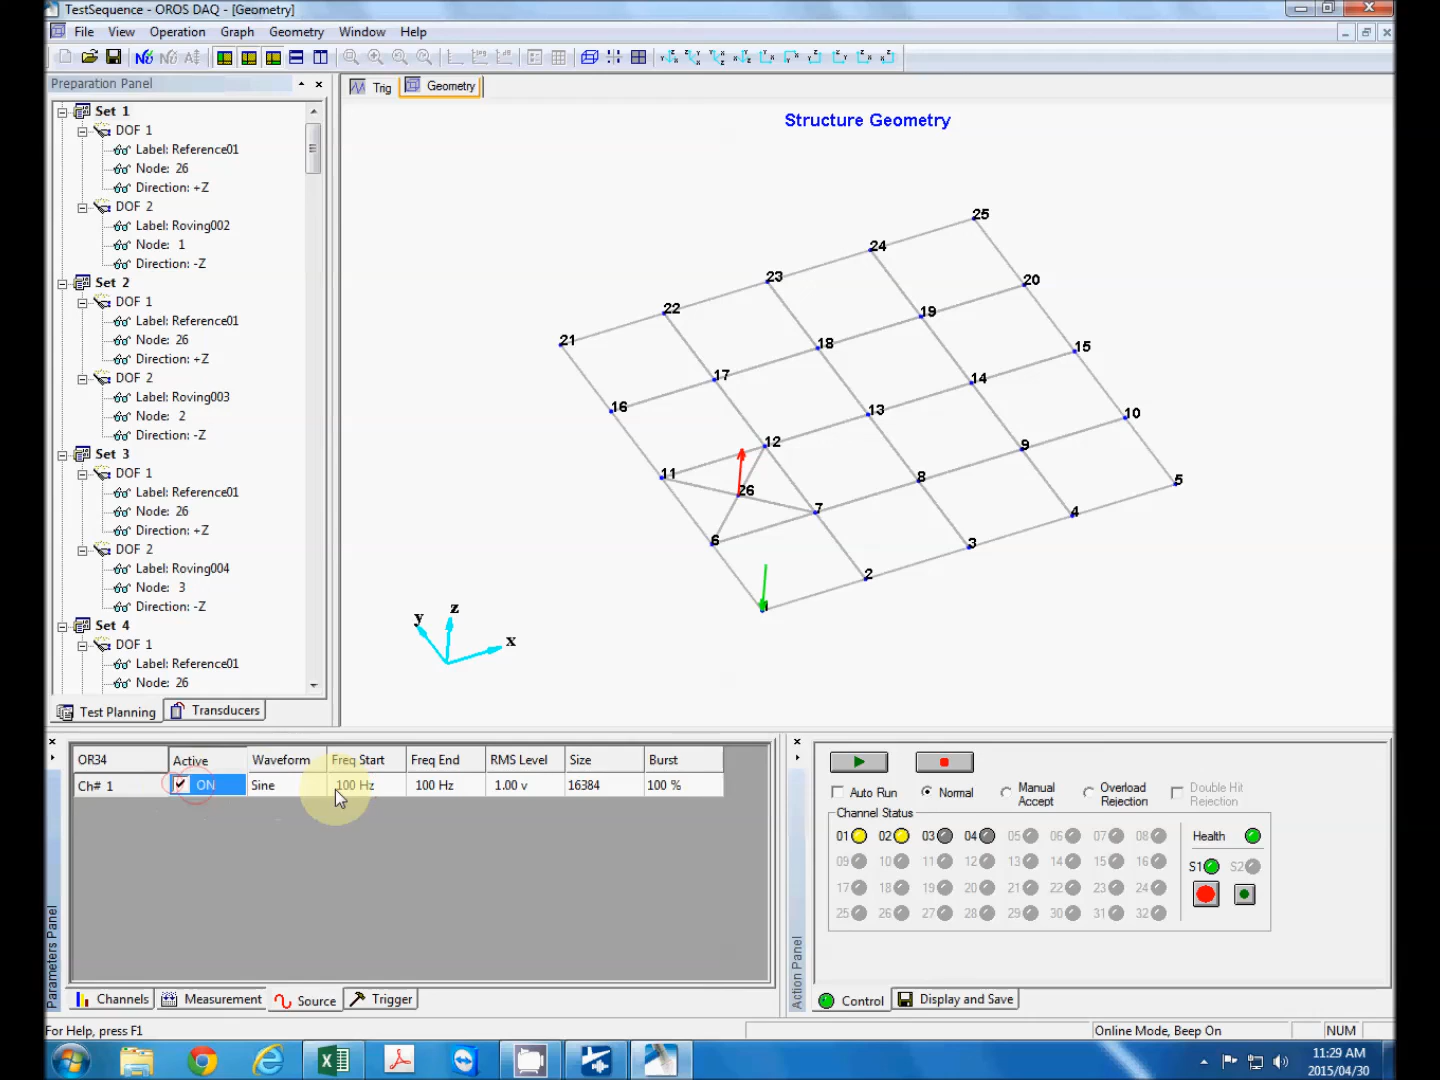 TestSequence - OROS DAQ - [Geometry]
File View Operation Graph Geometry Window Help
Preparation Panel
Trig Geometry
Set 1
DOF 1
Label: Reference01
Node: 26
Direction: +Z
DOF 2
Label: Roving002
Node: 1
Direction: -Z
Set 2
DOF 1
Label: Reference01
Node: 26
Direction: +Z
DOF 2
Label: Roving003
Node: 2
Direction: -Z
Set 3
DOF 1
Label: Reference01
Node: 26
Direction: +Z
DOF 2
Label: Roving004
Node: 3
Direction: -Z
Set 4
DOF 1
Label: Reference01
Node: 26
Test Planning Transducers
Structure Geometry
25
24
23
20
22
19
21
18
15
17
14
16
13
10
12
9
11
8
5
26
7
4
6
3
2
z
y
x
OR34 Active Waveform Freq Start Freq End RMS Level Size Burst
Ch# 1 ON Sine 100 Hz 100 Hz 1.00 v 16384 100 %
Parameters Panel
Channels Measurement Source Trigger
Auto Run Normal Manual Accept Overload Rejection Double Hit Rejection
Channel Status
01 02 03 04 05 06 07 08
09 10 11 12 13 14 15 16
17 18 19 20 21 22 23 24
25 26 27 28 29 30 31 32
Health
S1 S2
Action Panel
Control Display and Save
For Help, press F1
Online Mode, Beep On NUM
11:29 AM
2015/04/30